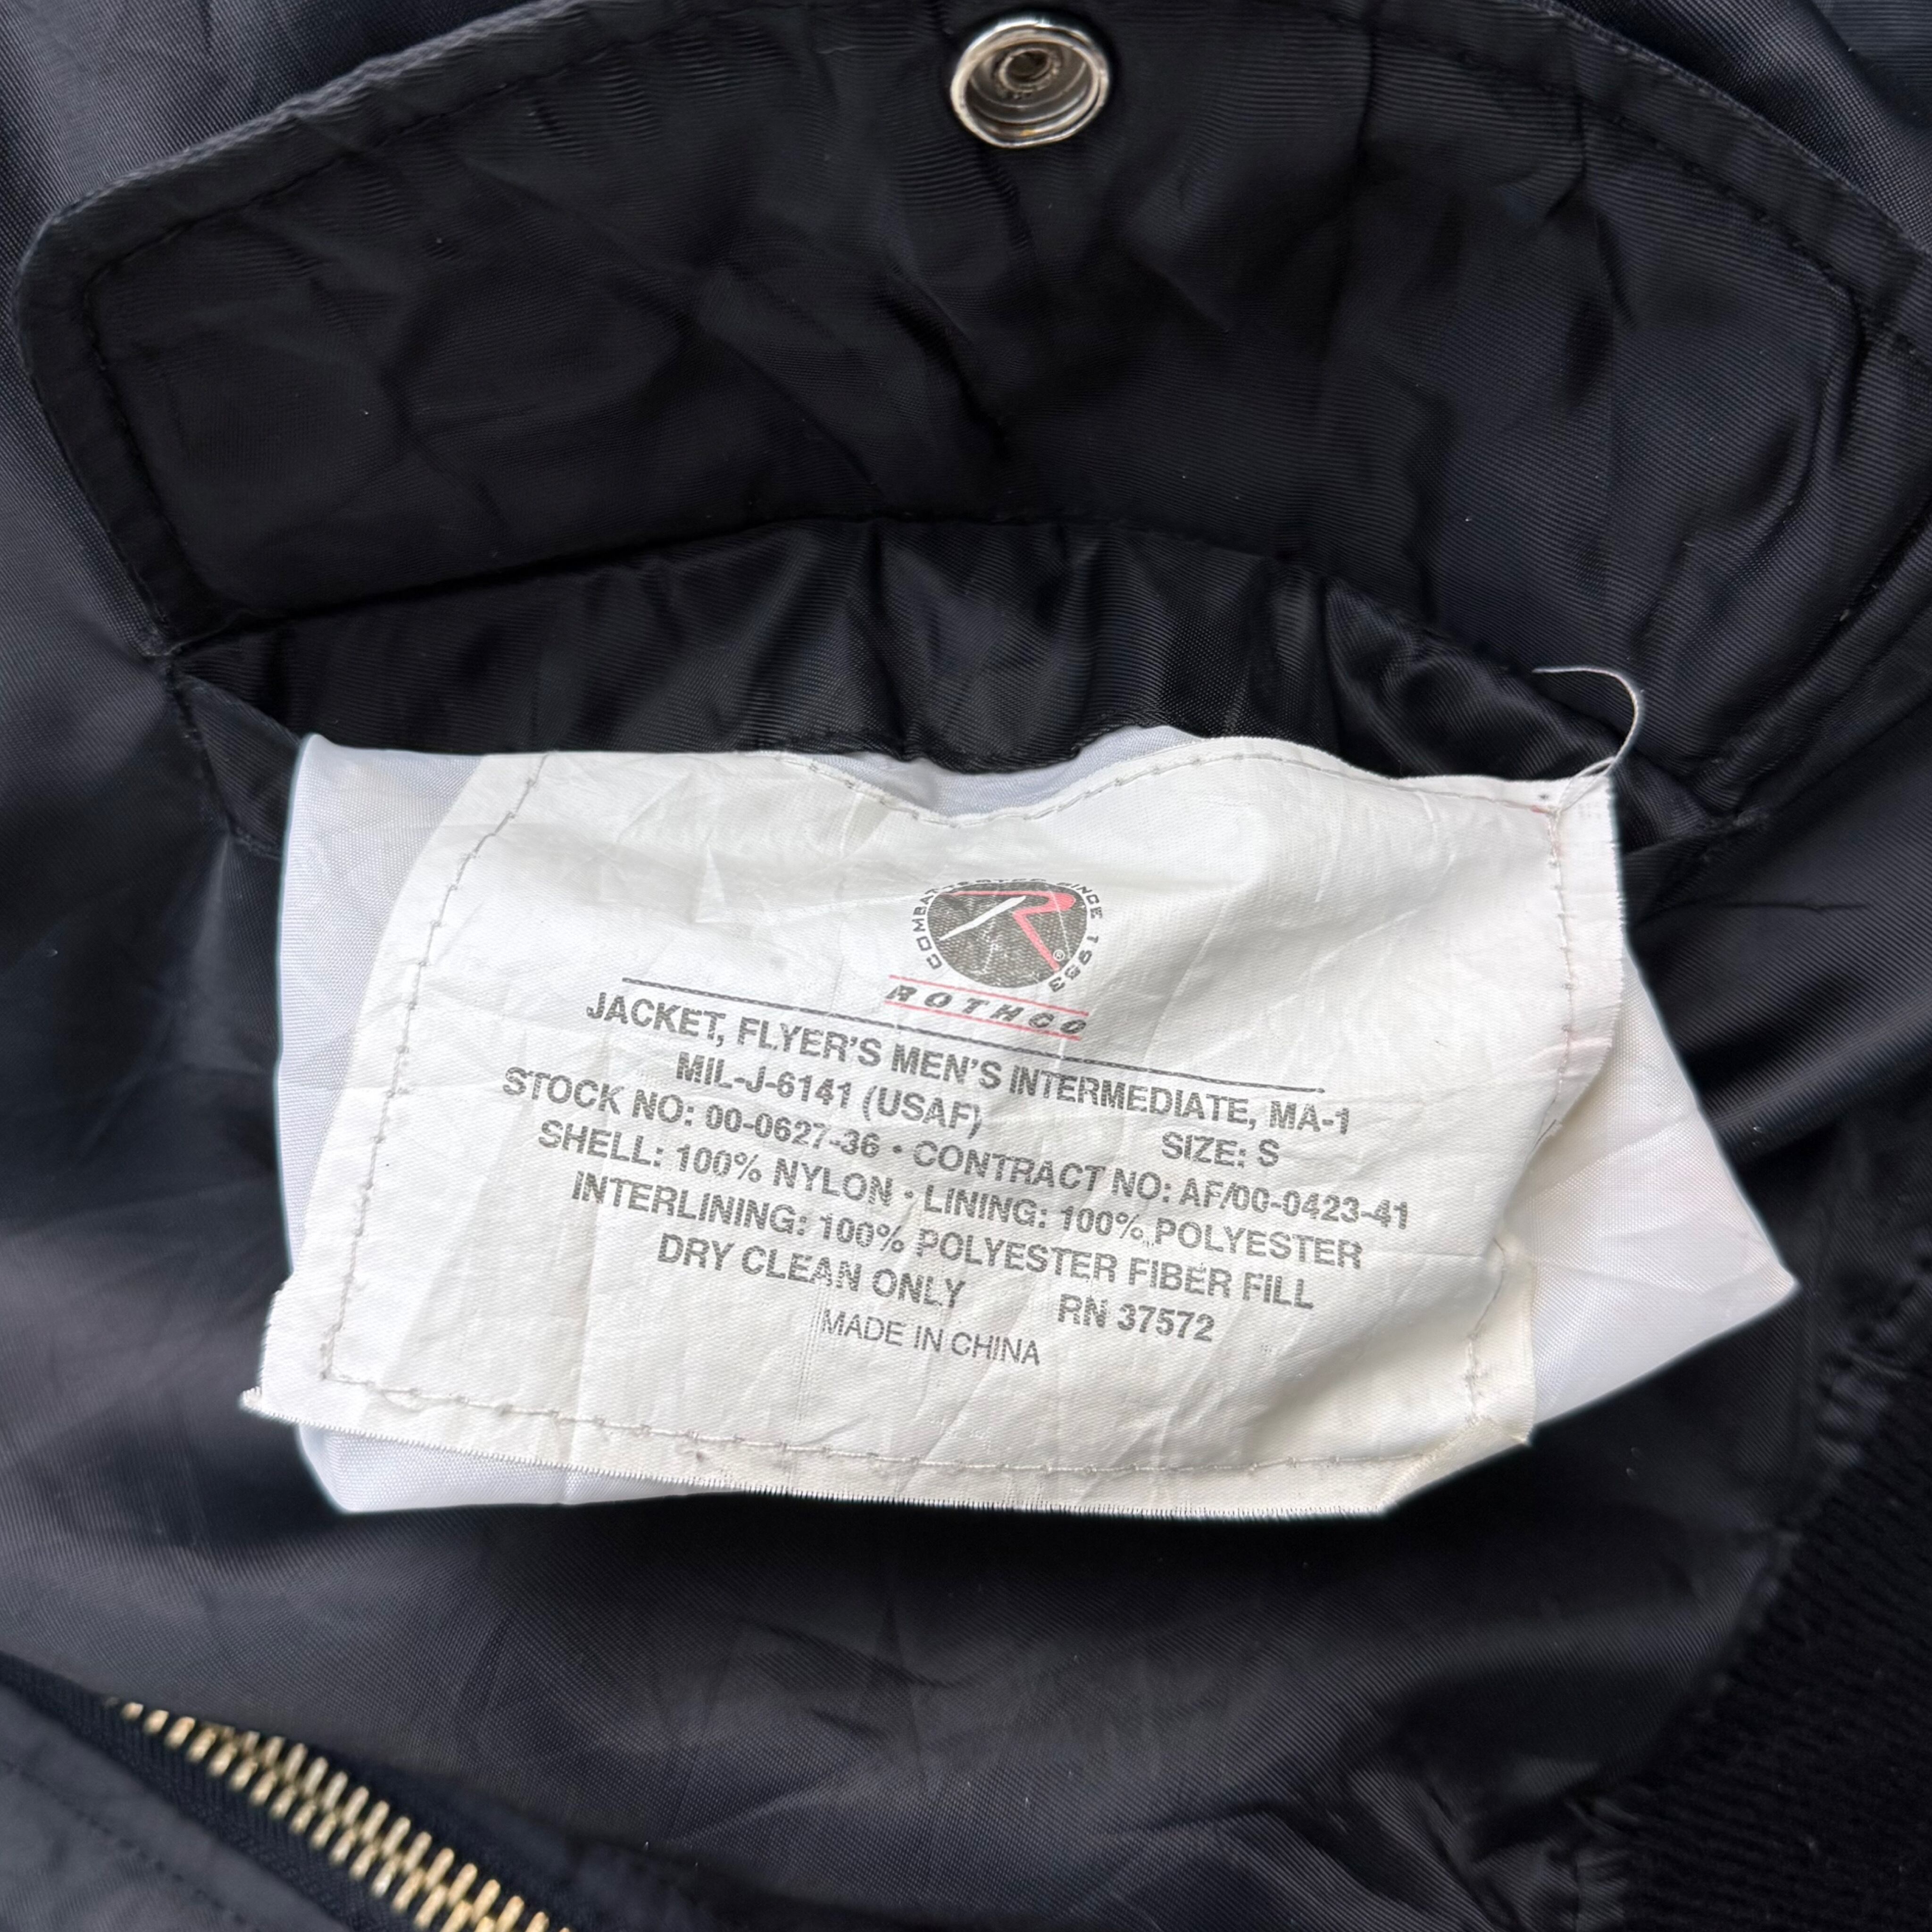 COMBAT TESTED SINCE 1953
R®
ROTHCO
JACKET, FLYER'S MEN'S INTERMEDIATE, MA-1
MIL-J-6141 (USAF) SIZE: S
STOCK NO: 00-0627-36 • CONTRACT NO: AF/00-0423-41
SHELL: 100% NYLON • LINING: 100% POLYESTER
INTERLINING: 100% POLYESTER FIBER FILL
DRY CLEAN ONLY RN 37572
MADE IN CHINA